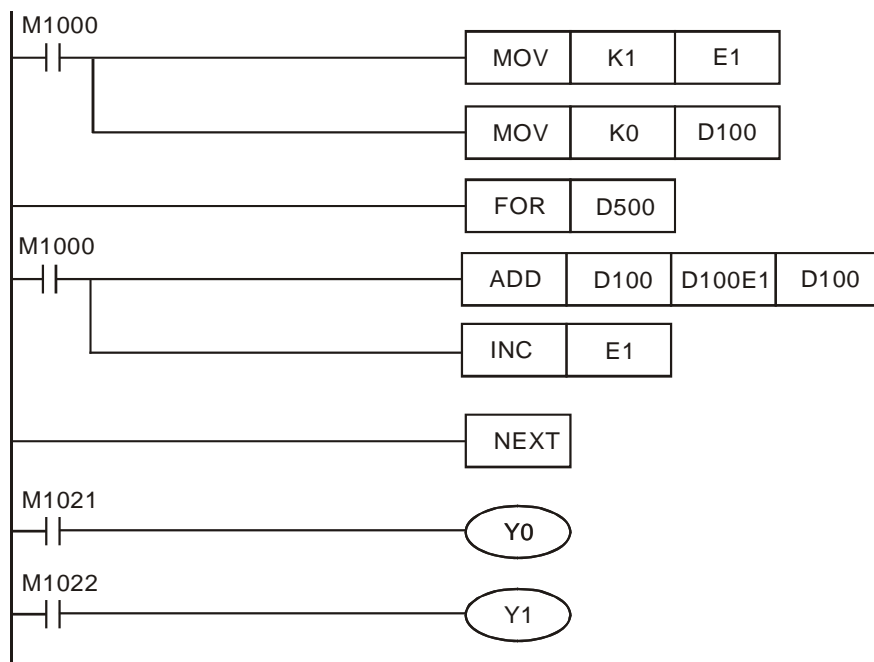 M1000
MOV K1 E1
MOV K0 D100
FOR D500
M1000
ADD D100 D100E1 D100
INC E1
NEXT
M1021
Y0
M1022
Y1